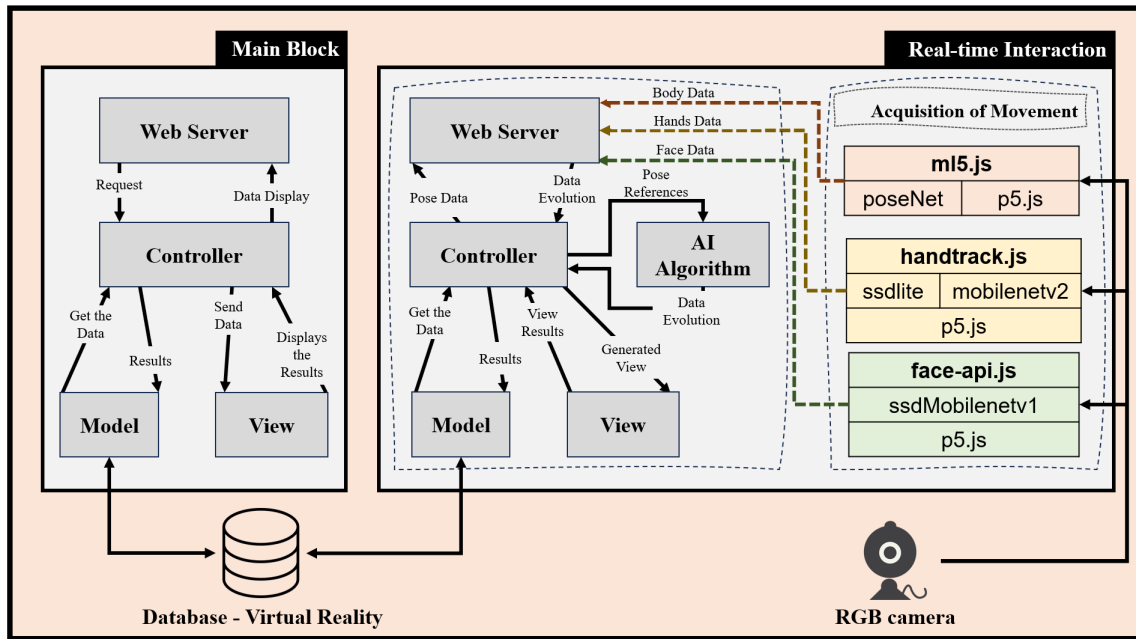 Main Block
Web Server
Request
Data Display
Controller
Get the
Data
Results
Send
Data
Displays
the
Results
Model
View
Real-time Interaction
Web Server
Body Data
Hands Data
Face Data
Pose Data
Data
Evolution
Pose
References
Controller
AI
Algorithm
Get the
Data
Results
View
Results
Generated
View
Data
Evolution
Model
View
Acquisition of Movement
ml5.js
poseNet p5.js
handtrack.js
ssdlite mobilenetv2
p5.js
face-api.js
ssdMobilenetv1
p5.js
Database - Virtual Reality
RGB camera